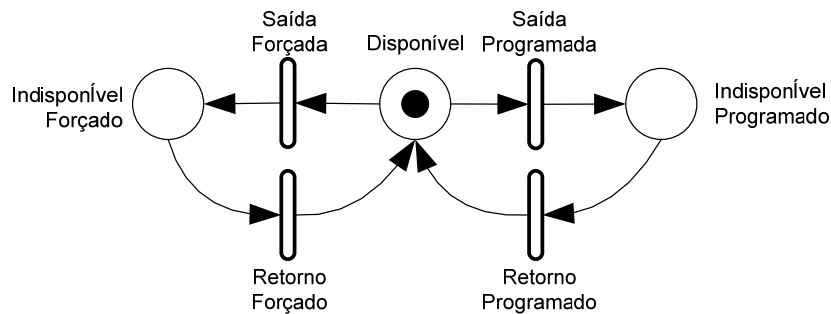 Saída
Forçada
Disponível
Saída
Programada
Indisponível
Forçado
Indisponível
Programado
Retorno
Forçado
Retorno
Programado